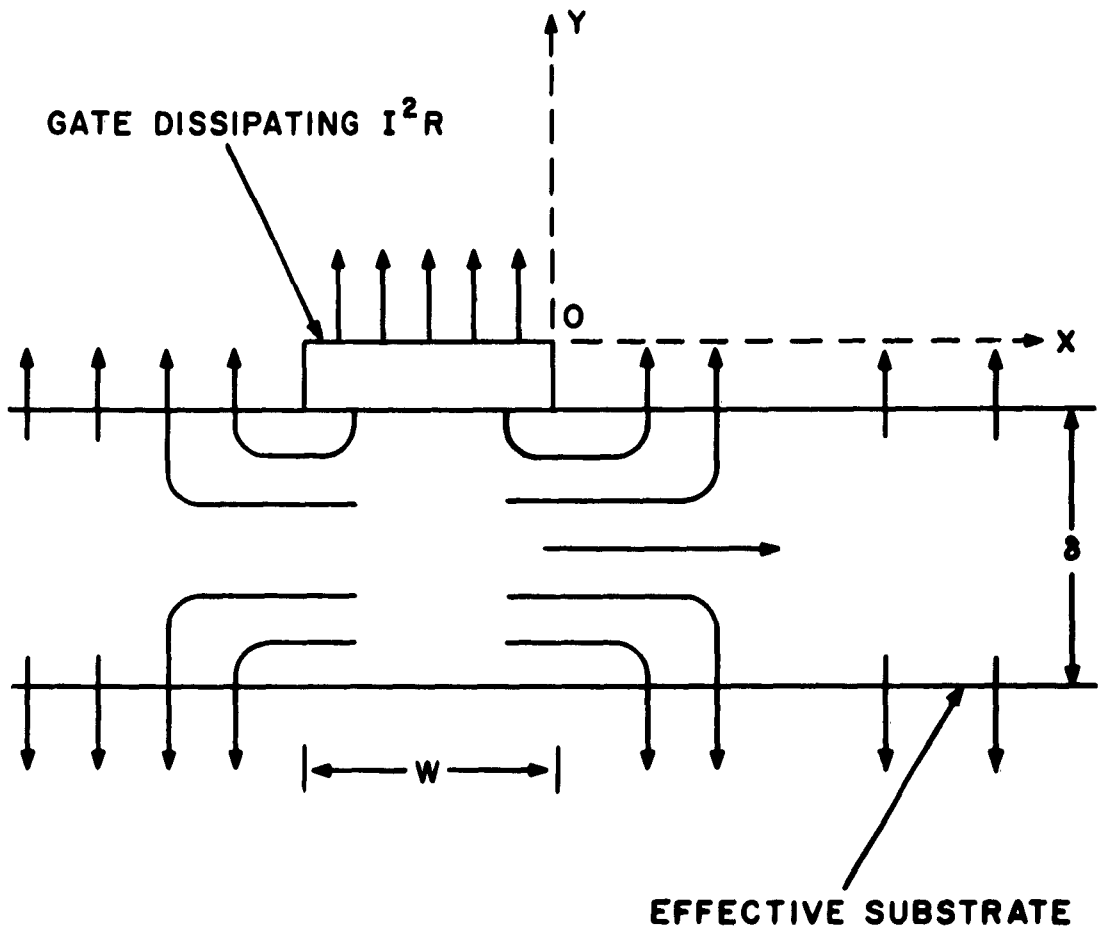 Y
GATE DISSIPATING I²R
O
X
δ
W
EFFECTIVE SUBSTRATE